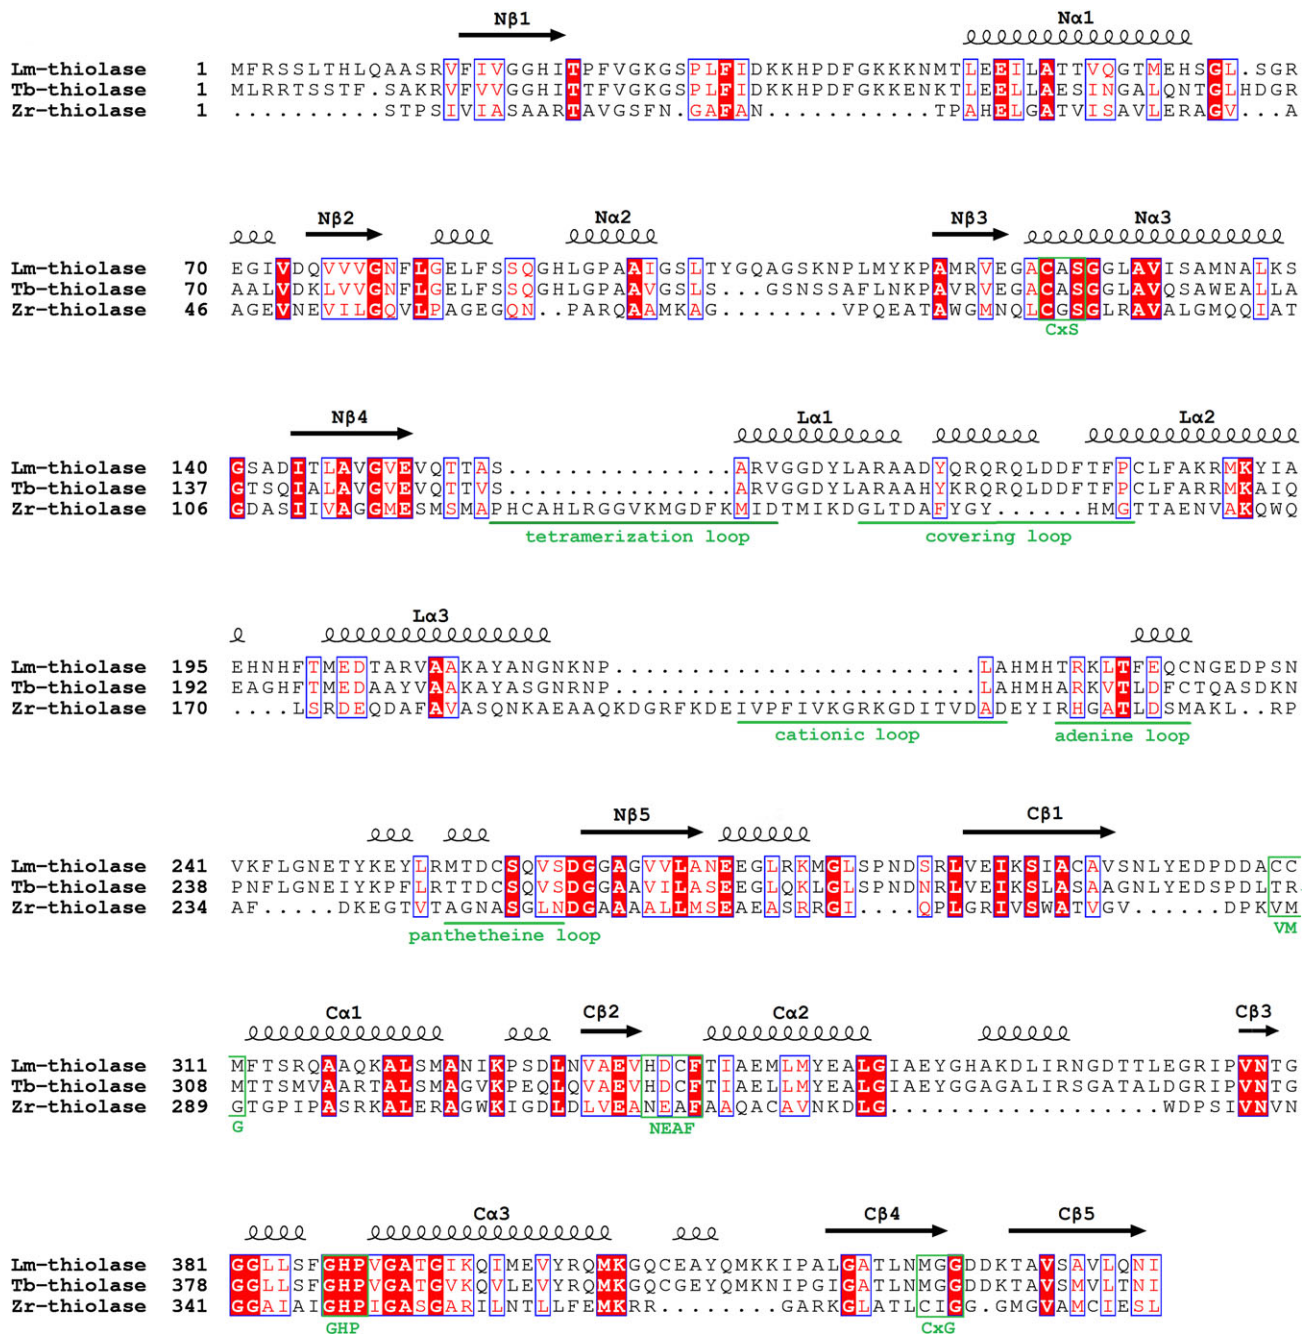 Nβ1 Nα1
Lm-thiolase 1 MFRSSLTHLQAASRVFIVGGHITPFVGKGSPLFIDKKHPDFGKKKNMTLEEILATTVQGTMEHSGL.SGR
Tb-thiolase 1 MLRRTSSTF.SAKRVFVVGGHITTFVGKGSPLFIDKKHPDFGKKENKTLEELLAESINGALQNTGLHDGR
Zr-thiolase 1 ..........STPSIVIASAARTAVGSFN.GAFAN...........TPAHELGATVISAVLERAGV...A
Nβ2 Nα2 Nβ3 Nα3
Lm-thiolase 70 EGIVDQVVVGNFLGELFSSQGHLGPAAIGSLTYGQAGSKNPLMYKPAMRVEGACASGGLAVISAMNALKS
Tb-thiolase 70 AALVDKLVVGNFLGELFSSQGHLGPAAVGSLS...GSNSSAFLNKPAVRVEGACASGGLAVQSAWEALLA
Zr-thiolase 46 AGEVNEVILGQVLPAGEGQN..PARQAAMKAG.......VPQEATAWGMNQLCGSGLRAVALGMQQIAT
CxS
Nβ4 Lα1 Lα2
Lm-thiolase 140 GSADITLAVGVEVQTTAS...............ARVGGDYLARAADYQRQRQLDDFTFPCLFAKRMKYIA
Tb-thiolase 137 GTSQIALAVGVEVQTTVS...............ARVGGDYLARAAHYKRQRQLDDFTFPCLFARRMKAIQ
Zr-thiolase 106 GDASIIVAGGMESMSMAPHCAHLRGGVKMGDFKMIDTMIKDGLTDAFYGY......HMGTTAENVAKQWQ
tetramerization loop covering loop
Lα3
Lm-thiolase 195 EHNHFTMEDTARVAAKAYANGNKNP........................LAHMHTRKLTFEQCNGEDPSN
Tb-thiolase 192 EAGHFTMEDAAYVAAKAYASGNRNP........................LAHMHARKVTLDFCTQASDKN
Zr-thiolase 170 ....LSRDEQDAFAVASQNKAEAAQKDGRFKDEIVPFIVKGRKGDITVDADEYIRHGATLDSMAKL..RP
cationic loop adenine loop
Nβ5 Cβ1
Lm-thiolase 241 VKFLGNETYKEYLRMTDCSQVSDGGAGVVLANEEGLRKMGLSPNDSRLVEIKSIACAVSNLYEDPDDACC
Tb-thiolase 238 PNFLGNEIYKPFLRTTDCSQVSDGGAAVILASEEGLQKLGLSPNDNRLVEIKSLASAAGNLYEDSPDLTR
Zr-thiolase 234 AF.....DKEGTVTAGNASGLNDGAAAALLMSEAEASRRGI....QPLGRIVSWATVGV......DPKVM
panthetheine loop VM
Cα1 Cβ2 Cα2 Cβ3
Lm-thiolase 311 MFTSRQAAQKALSMANIKPSDLNVAEVHDCFTIAEMLMYEALGIAEYGHAKDLIRNGDTTLEGRIPVNTG
Tb-thiolase 308 MTTSMVAARTALSMAGVKPEQLQVAEVHDCFTIAELLMYEALGIAEYGGAGALIRSGATALDGRIPVNTG
Zr-thiolase 289 GTGPIPASRKALERAGWKIGDLDLVEANEAFAAQACAVNKDLG..................WDPSIVNVN
G NEAF
Cα3 Cβ4 Cβ5
Lm-thiolase 381 GGLLSFGHPVGATGIKQIMEVYRQMKGQCEAYQMKKIPALGATLNMGGDDKTAVSAVLQNI
Tb-thiolase 378 GGLLSFGHPVGATGVKQVLEVYRQMKGQCGEYQMKNIPGIGATLNMGGDDKTAVSMVLTNI
Zr-thiolase 341 GGAIAIGHPIGASGARILNTLLFEMKRR........GARKGLATLCIGG.GMGVAMCIESL
GHP CxG